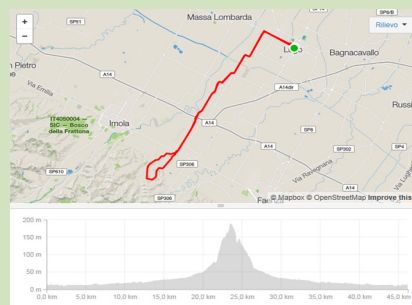 SP51
Massa Lombarda
SP6/B
Rilievo
+
−
Lugo
Bagnacavallo
A14
Pietro
A14dir
Via Emilia
Russi
IT4050004 —
SIC — Bosco
della Frattona
Imola
A14
SP8
SP302
SP4
SP306
SP610
Via Ravegnana
SP306
© Mapbox © OpenStreetMap Improve this
200 m
150 m
100 m
50 m
0 m
0,0 km
5,0 km
10,0 km
15,0 km
20,0 km
25,0 km
30,0 km
35,0 km
40,0 km
45,0 km